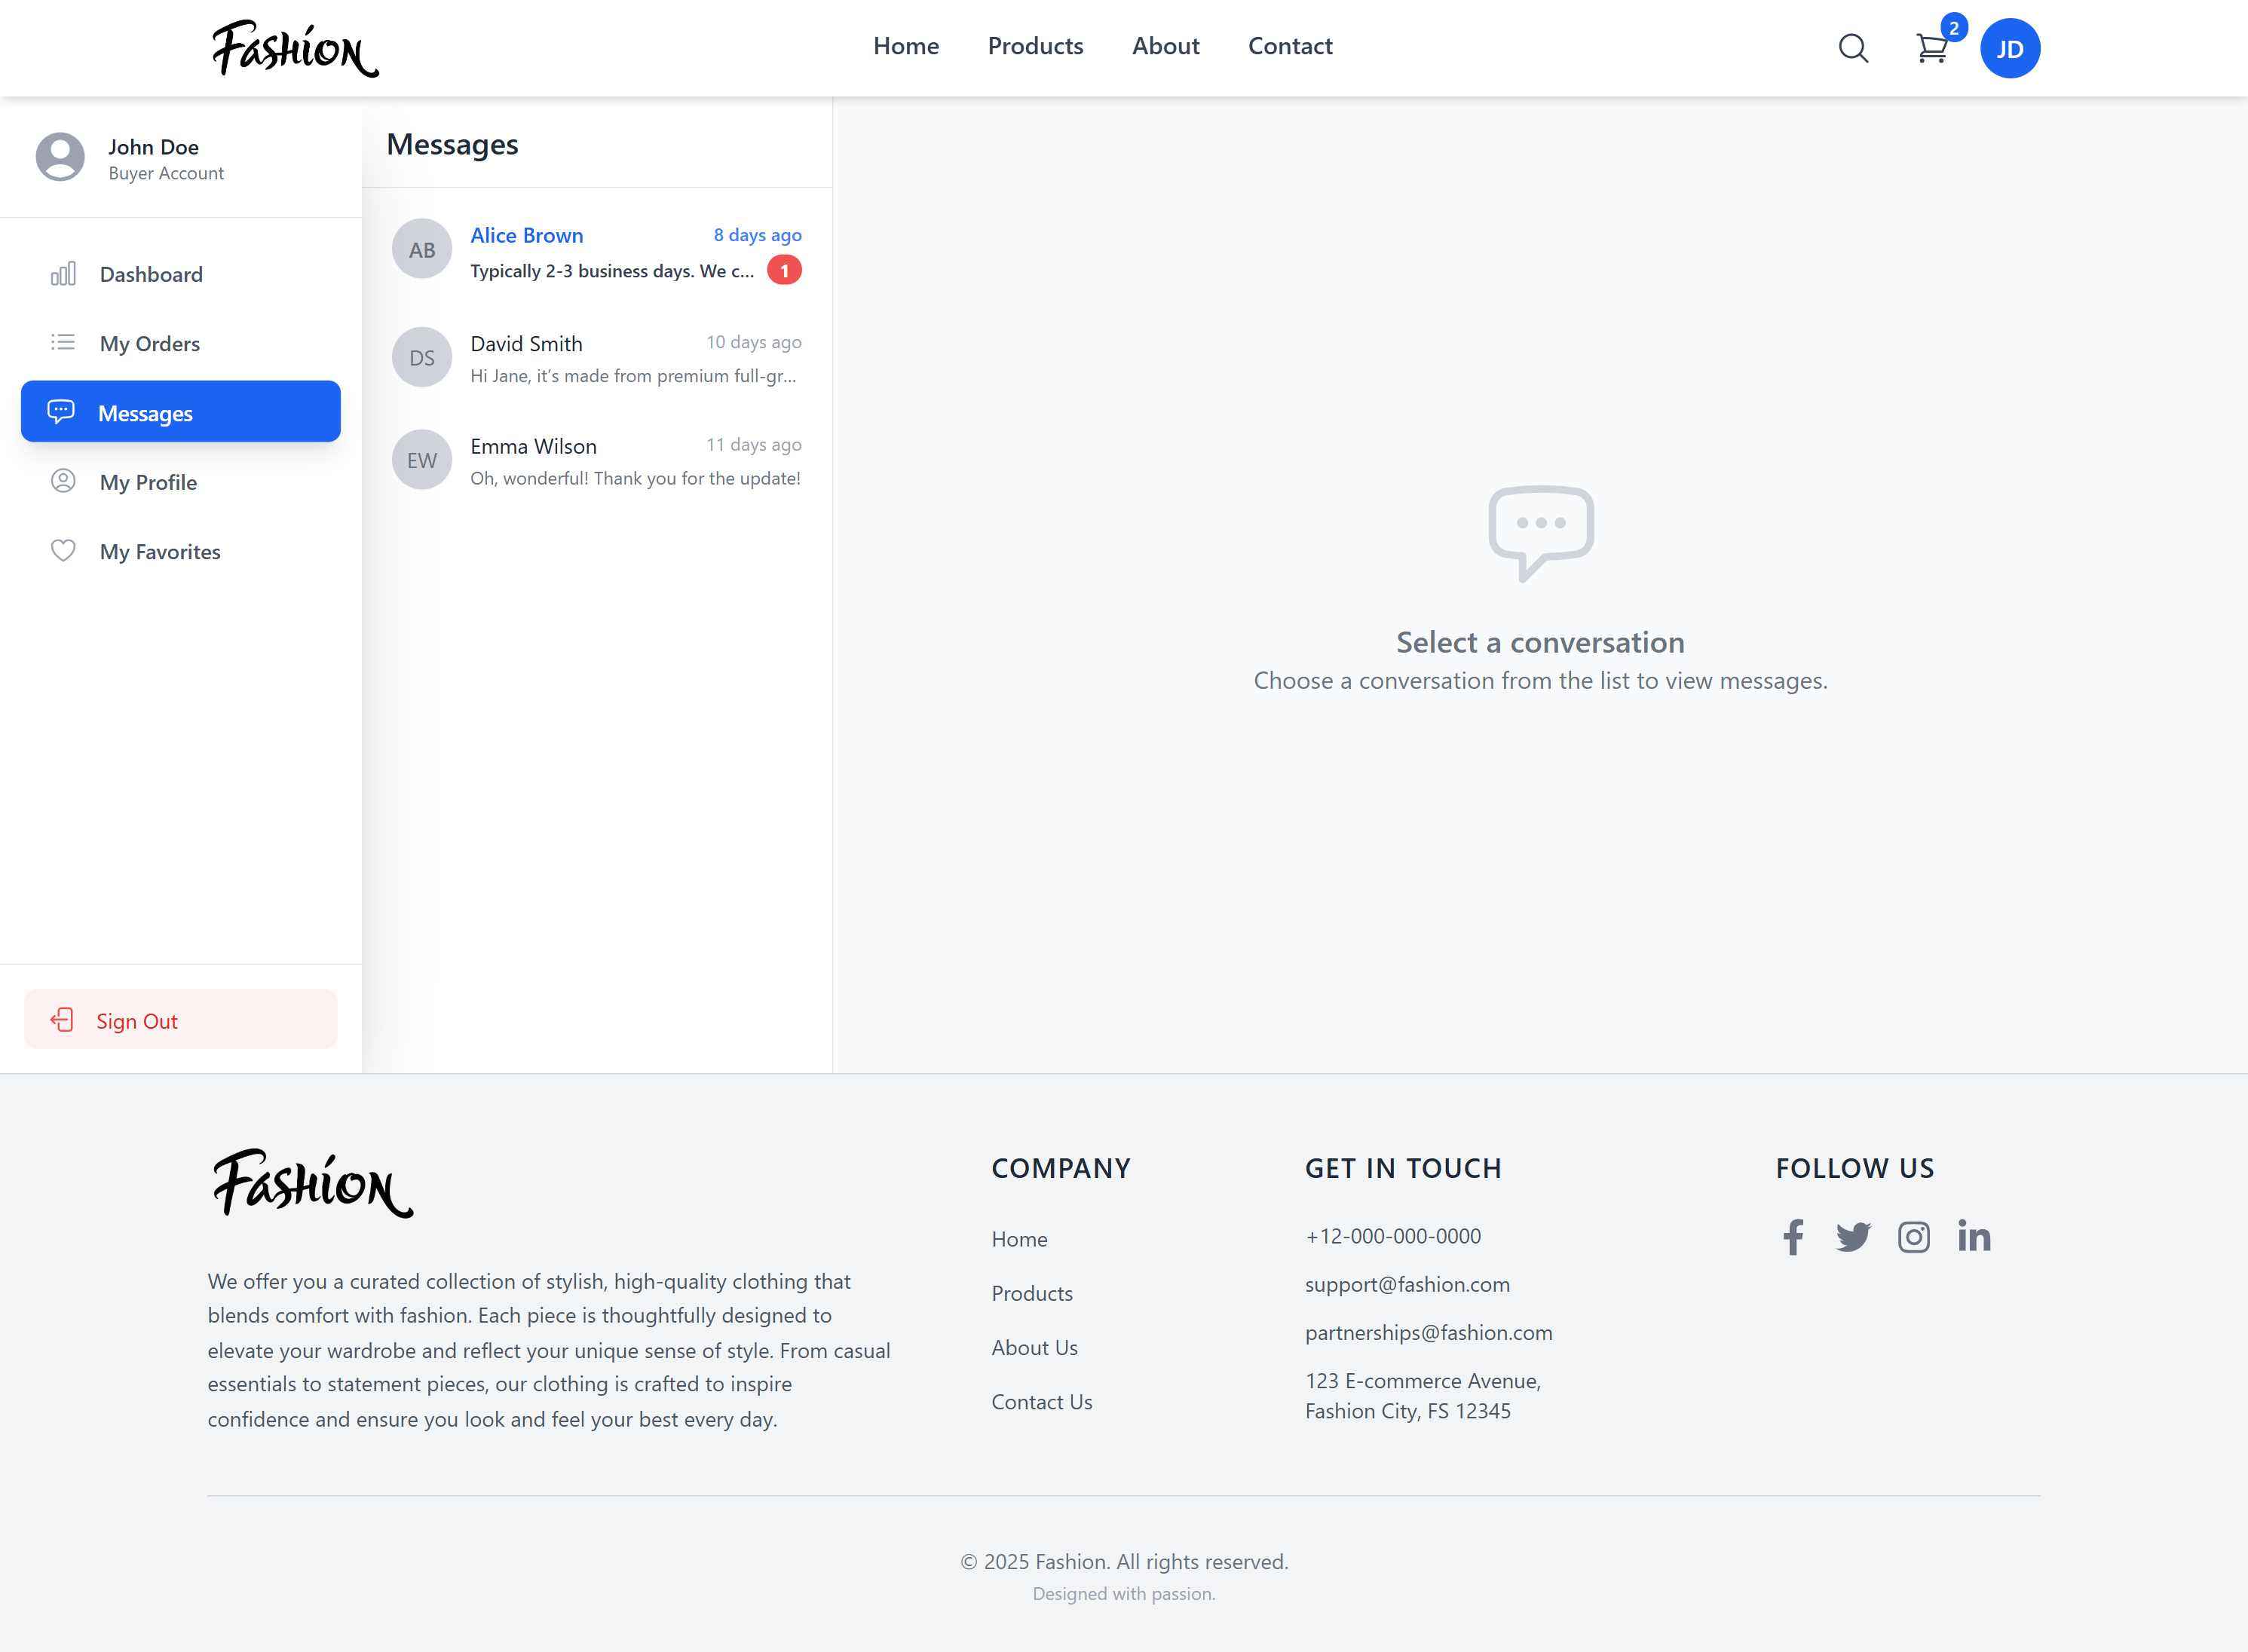 Fashion
Home
Products
About
Contact
2
JD
John Doe
Buyer Account
Dashboard
My Orders
Messages
My Profile
My Favorites
Sign Out
Messages
AB
Alice Brown
8 days ago
Typically 2-3 business days. We c...
1
DS
David Smith
10 days ago
Hi Jane, it's made from premium full-gr...
EW
Emma Wilson
11 days ago
Oh, wonderful! Thank you for the update!
Select a conversation
Choose a conversation from the list to view messages.
Fashion
We offer you a curated collection of stylish, high-quality clothing that
blends comfort with fashion. Each piece is thoughtfully designed to
elevate your wardrobe and reflect your unique sense of style. From casual
essentials to statement pieces, our clothing is crafted to inspire
confidence and ensure you look and feel your best every day.
COMPANY
Home
Products
About Us
Contact Us
GET IN TOUCH
+12-000-000-0000
support@fashion.com
partnerships@fashion.com
123 E-commerce Avenue,
Fashion City, FS 12345
FOLLOW US
© 2025 Fashion. All rights reserved.
Designed with passion.